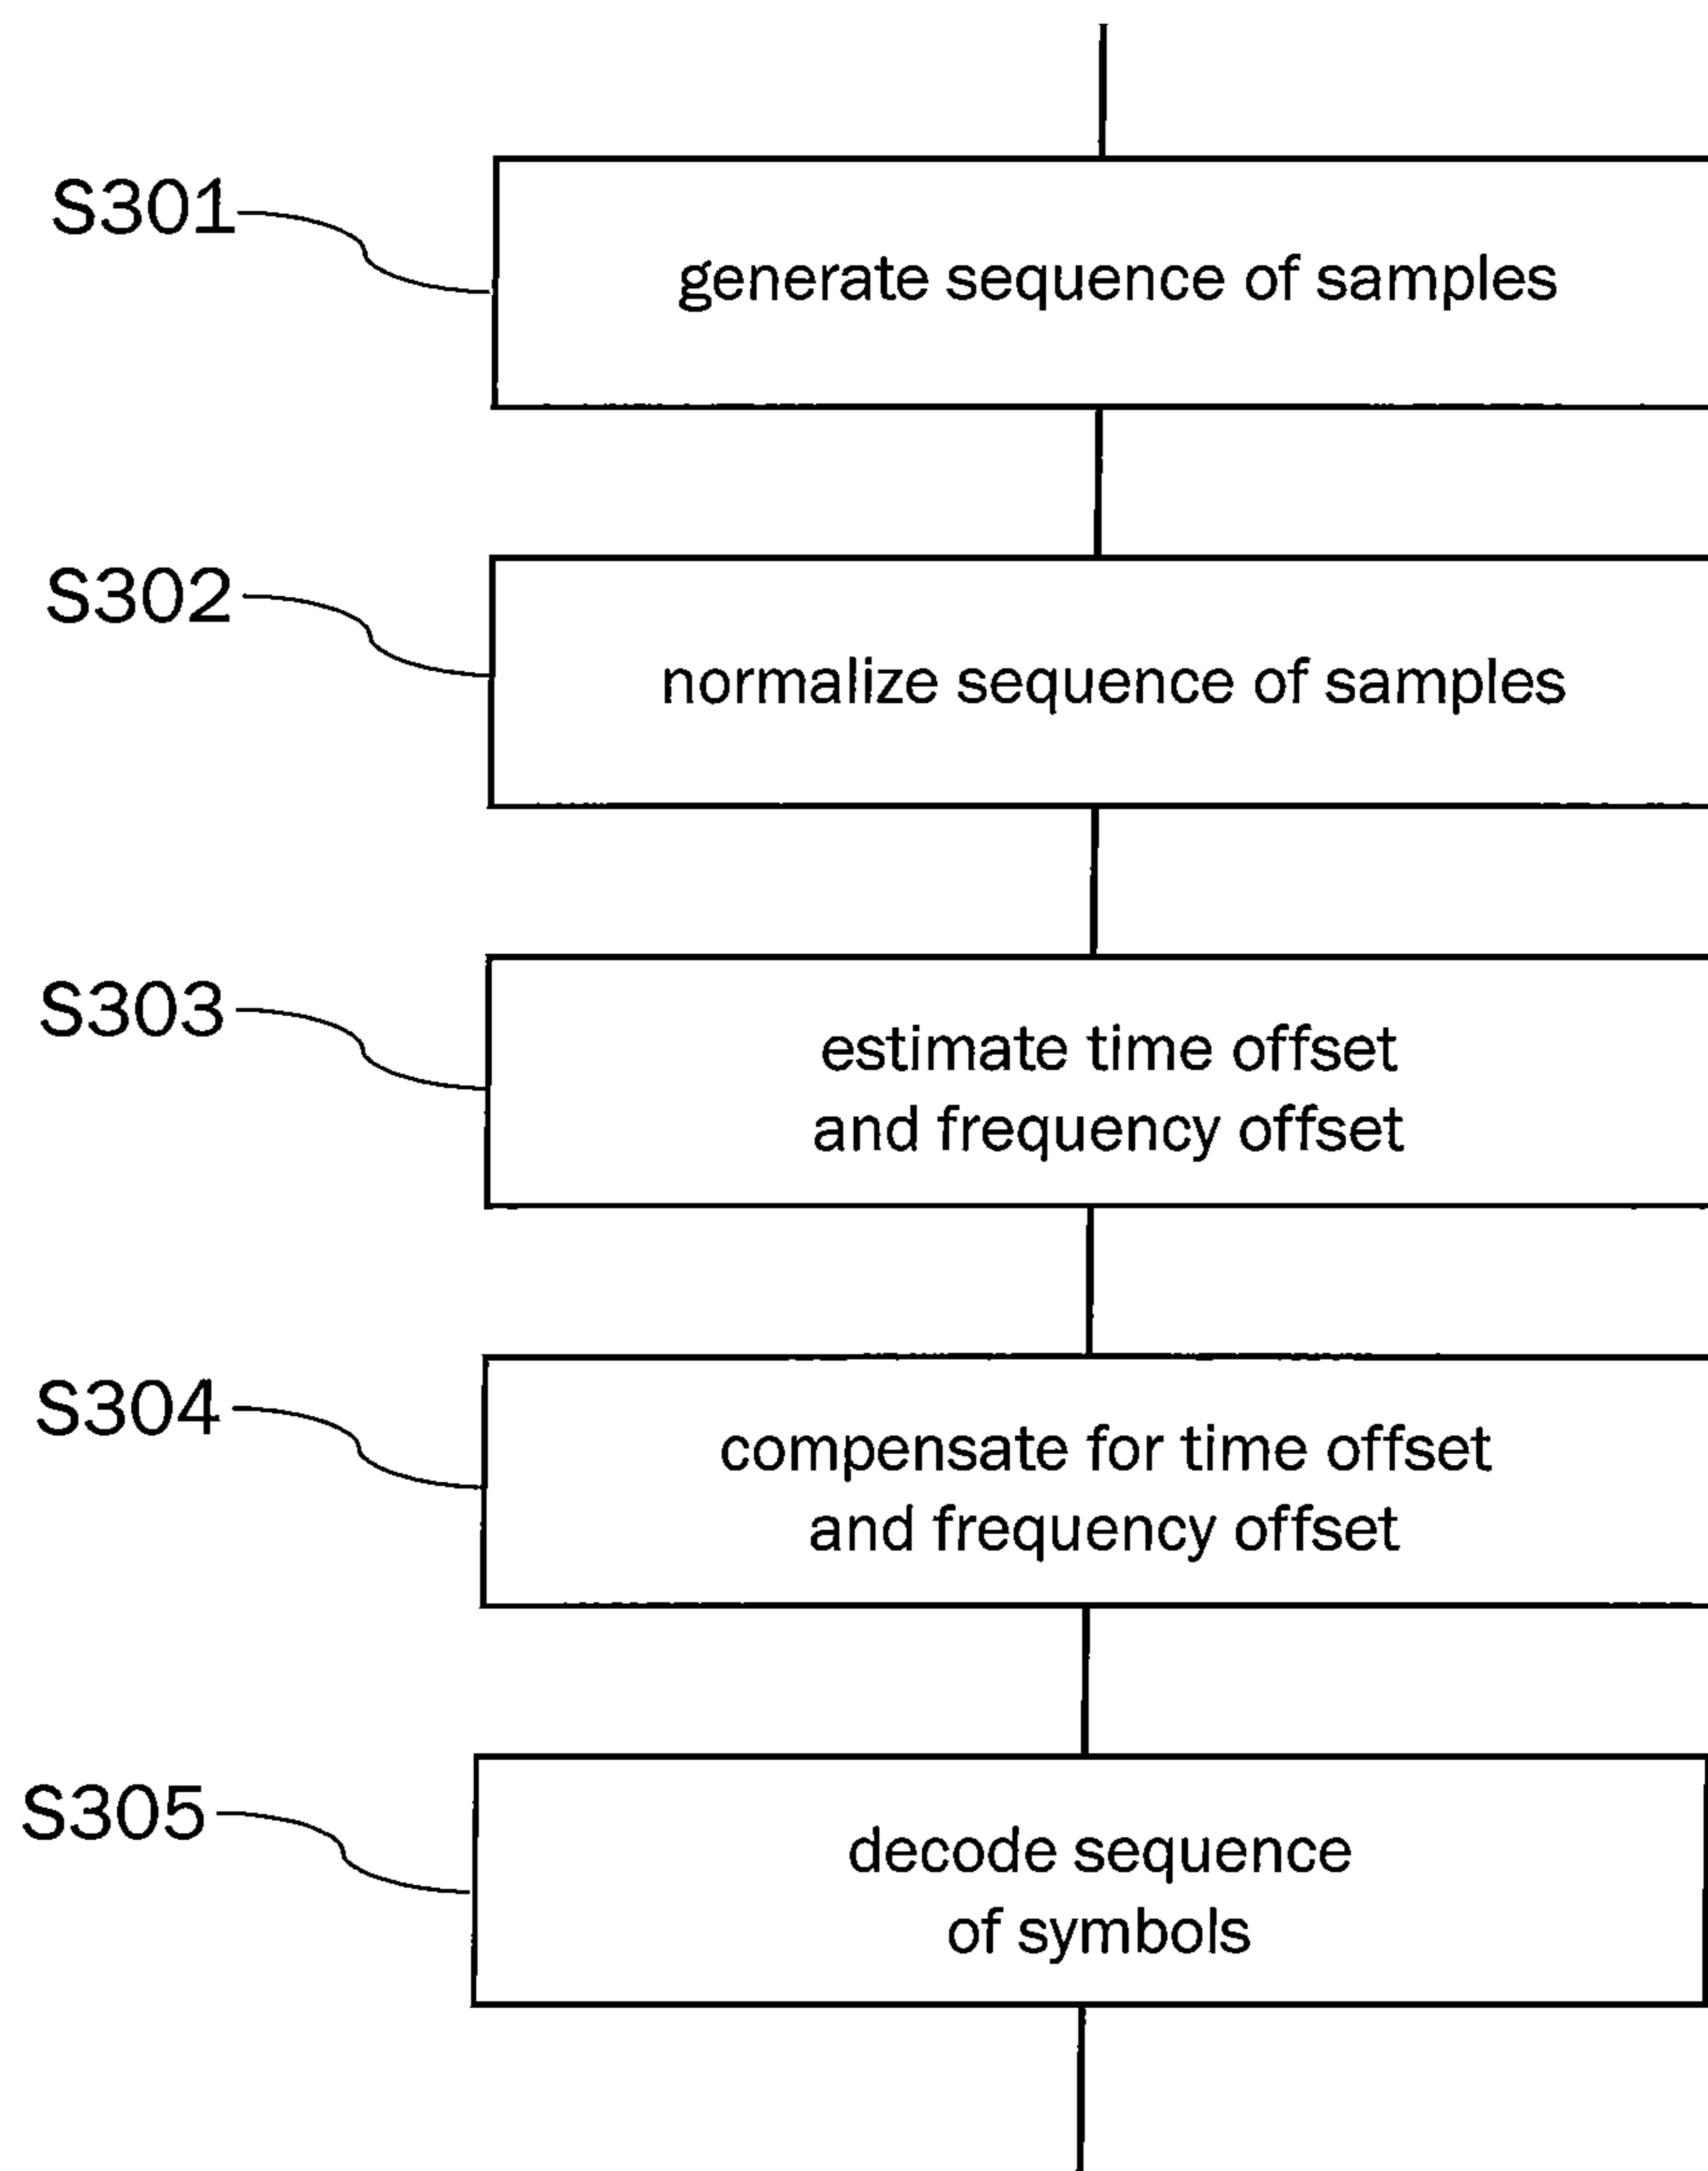 S301
generate sequence of samples
S302
normalize sequence of samples
S303
estimate time offset
and frequency offset
S304
compensate for time offset
and frequency offset
S305
decode sequence
of symbols